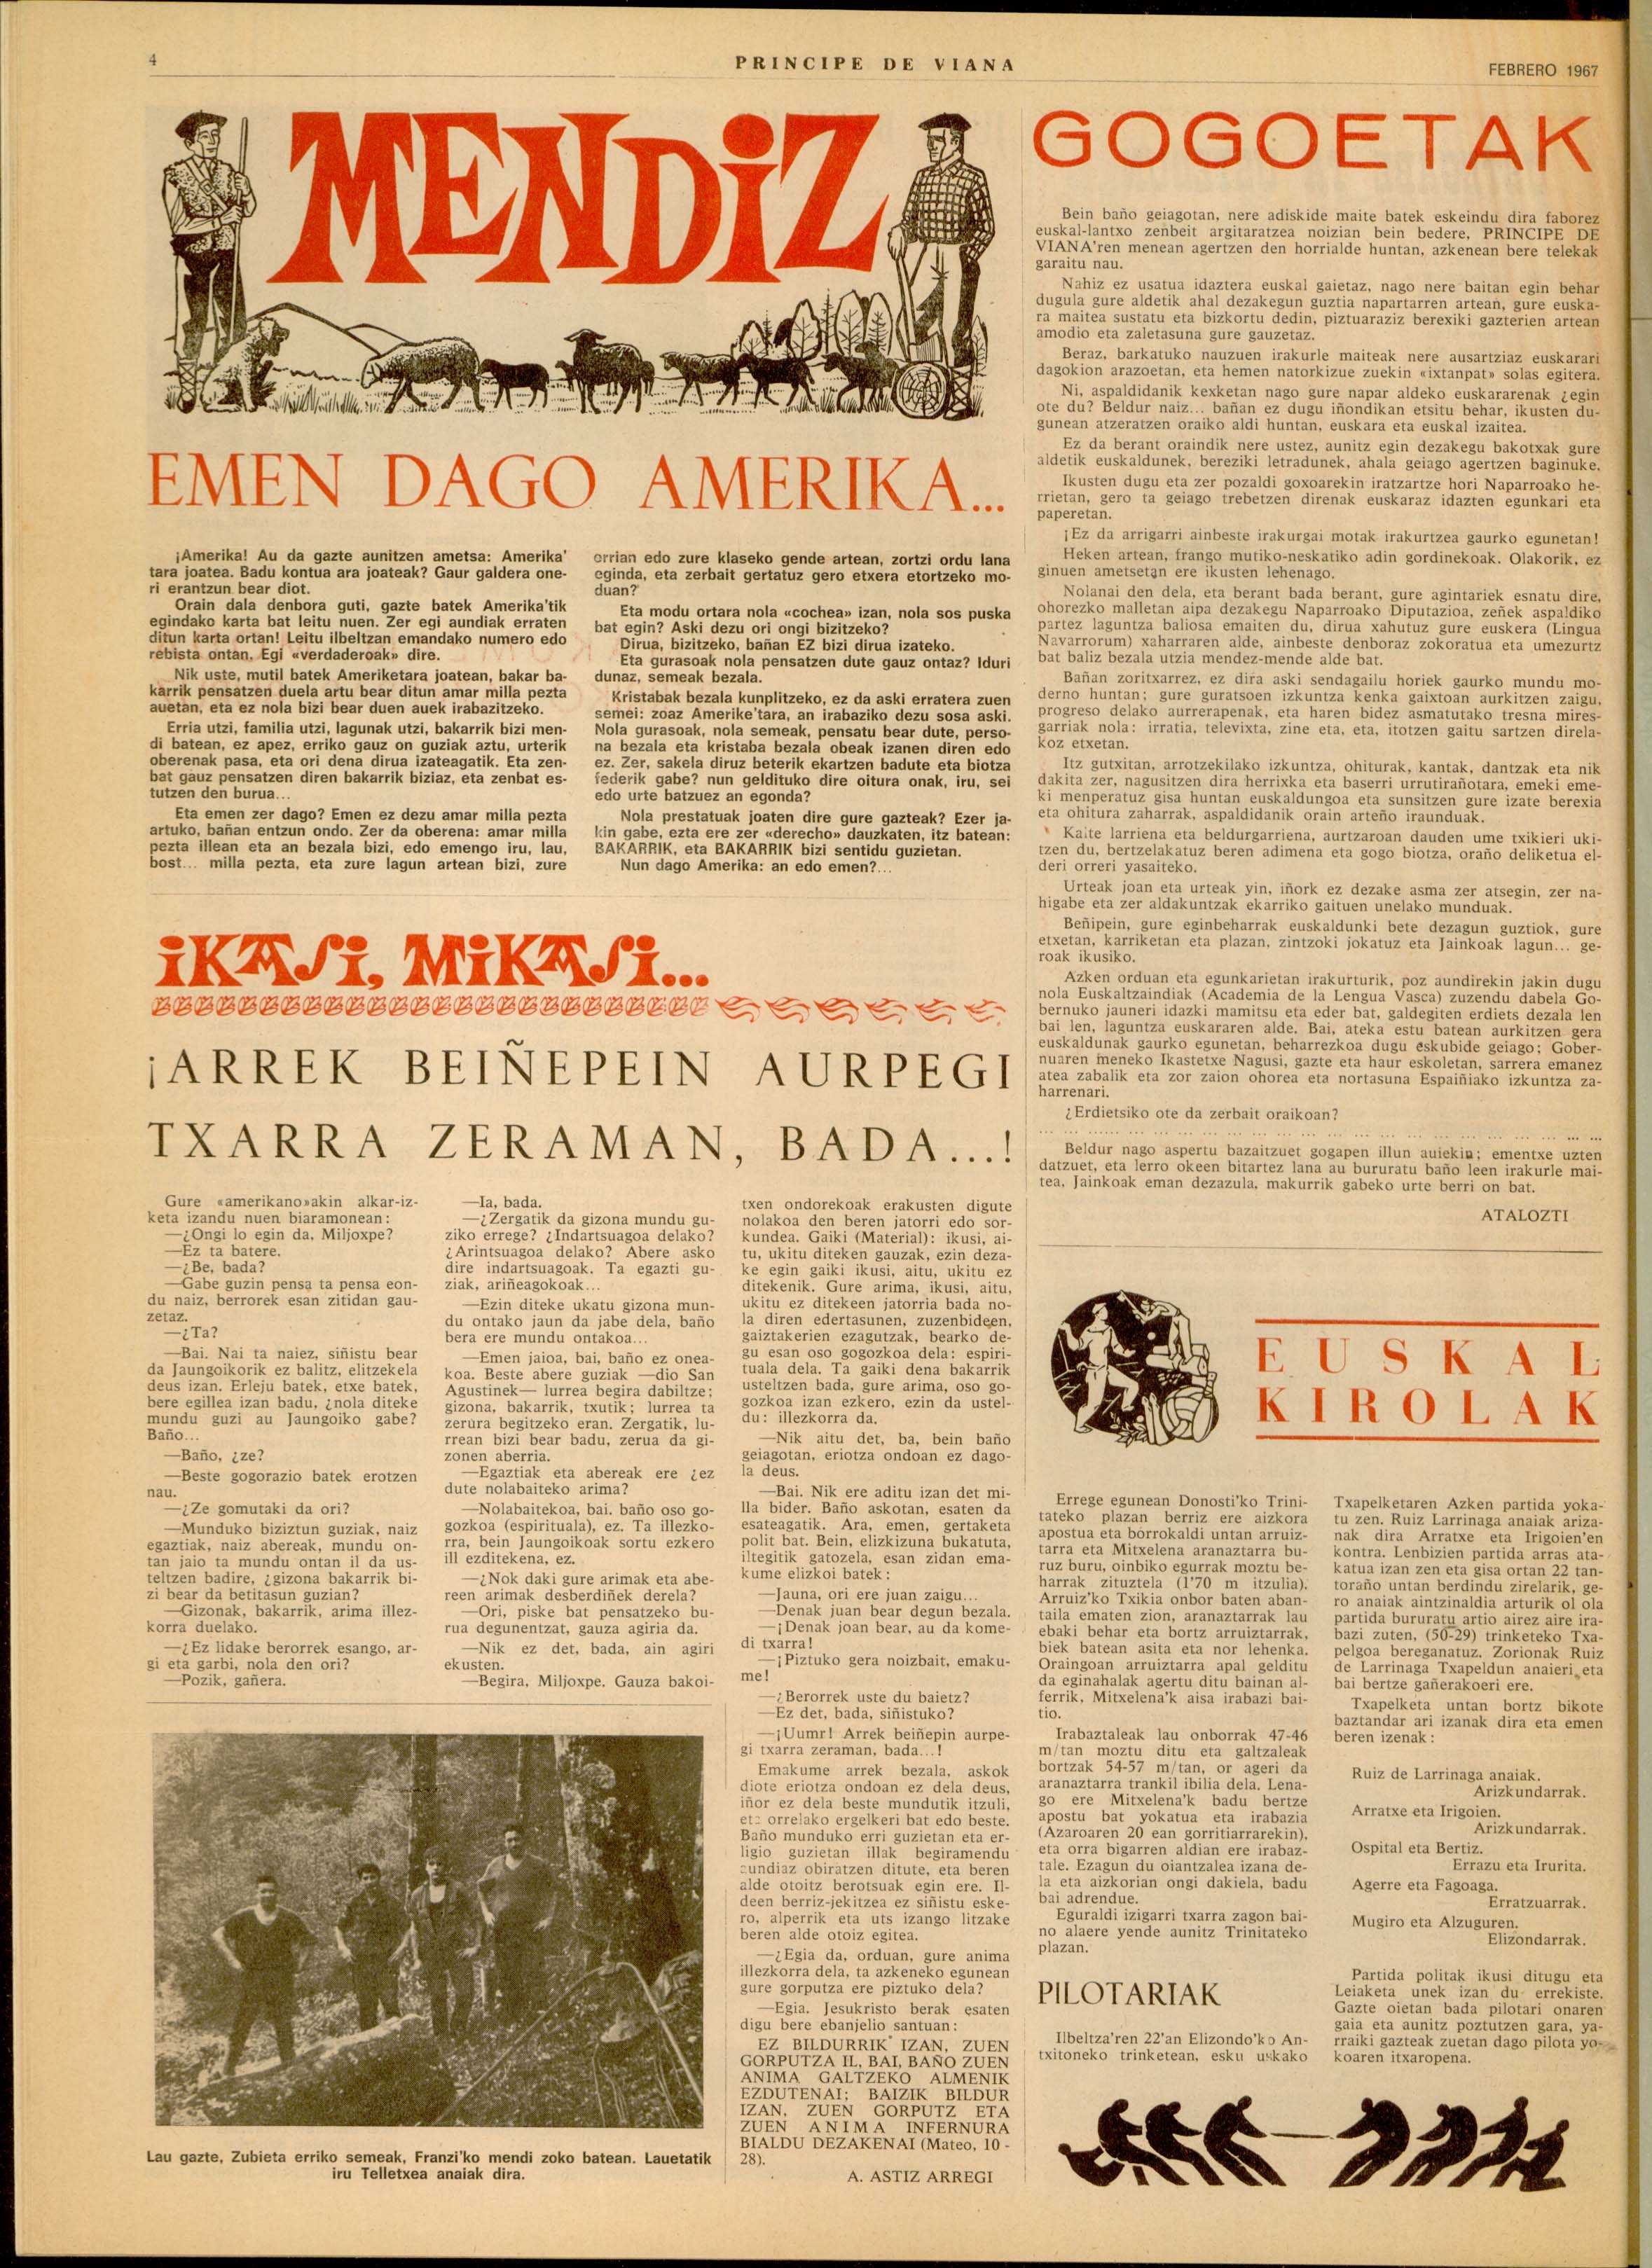 4
PRINCIPE DE VIANA
FEBRERO 1967
MENDiZ
EMEN DAGO AMERIKA...
¡Amerika! Au da gazte aunitzen ametsa: Amerika'
tara joatea. Badu kontua ara joateak? Gaur galdera one-
ri erantzun bear diot.
Orain dala denbora guti, gazte batek Amerika'tik
egindako karta bat leitu nuen. Zer egi aundiak erraten
ditun karta ortan! Leitu ilbeltzan emandako numero edo
rebista ontan. Egi «verdaderoak» dire.
Nik uste, mutil batek Ameriketara joatean, bakar ba-
karrik pensatzen duela artu bear ditun amar milla pezta
auetan, eta ez nola bizi bear duen auek irabazitzeko.
Erria utzi, familia utzi, lagunak utzi, bakarrik bizi men-
di batean, ez apez, erriko gauz on guziak aztu, urterik
oberenak pasa, eta ori dena dirua izateagatik. Eta zen-
bat gauz pensatzen diren bakarrik biziaz, eta zenbat es-
tutzen den burua...
Eta emen zer dago? Emen ez dezu amar milla pezta
artuko, bañan entzun ondo. Zer da oberena: amar milla
pezta illean eta an bezala bizi, edo emengo iru, lau,
bost... milla pezta, eta zure lagun artean bizi, zure
errian edo zure klaseko gende artean, zortzi ordu lana
eginda, eta zerbait gertatuz gero etxera etortzeko mo-
duan?
Eta modu ortara nola «cochea» izan, nola sos puska
bat egin? Aski dezu ori ongi bizitzeko?
Dirua, bizitzeko, bañan EZ bizi dirua izateko.
Eta gurasoak nola pensatzen dute gauz ontaz? Iduri
dunaz, semeak bezala.
Kristabak bezala kunplitzeko, ez da aski erratera zuen
semei: zoaz Amerike'tara, an irabaziko dezu sosa aski.
Nola gurasoak, nola semeak, pensatu bear dute, perso-
na bezala eta kristaba bezala obeak izanen diren edo
ez. Zer, sakela diruz beterik ekartzen badute eta biotza
federik gabe? nun geldituko dire oitura onak, iru, sei
edo urte batzuez an egonda?
Nola prestatuak joaten dire gure gazteak? Ezer ja-
kin gabe, ezta ere zer «derecho» dauzkaten, itz batean:
BAKARRIK, eta BAKARRIK bizi sentidu guzietan.
Nun dago Amerika: an edo emen?...
iKASi, MiKASi...
¡ARREK BEIÑEPEIN AURPEGI
TXARRA ZERAMAN, BADA...!
Gure «amerikano»akin alkar-iz-
keta izandu nuen biaramonean:
—¿Ongi lo egin da, Miljoxpe?
—Ez ta batere.
—¿Be, bada?
—Gabe guzin pensa ta pensa eon-
du naiz, berrorek esan zitidan gau-
zetaz.
—¿Ta?
—Bai. Nai ta naiez, siñistu bear
da Jaungoikorik ez balitz, elitzekela
deus izan. Erleju batek, etxe batek,
bere egillea izan badu, ¿nola diteke
mundu guzi au Jaungoiko gabe?
Baño...
—Baño, ¿ze?
—Beste gogorazio batek erotzen
nau.
—¿Ze gomutaki da ori?
—Munduko biziztun guziak, naiz
egaztiak, naiz abereak, mundu on-
tan jaio ta mundu ontan il da us-
teltzen badire, ¿gizona bakarrik bi-
zi bear da betitasun guzian?
—Gizonak, bakarrik, arima illez-
korra duelako.
—¿Ez lidake berorrek esango, ar-
gi eta garbi, nola den ori?
—Pozik, gañera.
—Ia, bada.
—¿Zergatik da gizona mundu gu-
ziko errege? ¿Indartsuagoa delako?
¿Arintsuagoa delako? Abere asko
dire indartsuagoak. Ta egazti gu-
ziak, ariñeagokoak...
—Ezin diteke ukatu gizona mun-
du ontako jaun da jabe dela, baño
bera ere mundu ontakoa...
—Emen jaioa, bai, baño ez onea-
koa. Beste abere guziak —dio San
Agustinek— lurrea begira dabiltze;
gizona, bakarrik, txutik; lurrea ta
zerura begitzeko eran. Zergatik, lu-
rrean bizi bear badu, zerua da gi-
zonen aberria.
—Egaztiak eta abereak ere ¿ez
dute nolabaiteko arima?
—Nolabaitekoa, bai. baño oso go-
gozkoa (espirituala), ez. Ta illezko-
rra, bein Jaungoikoak sortu ezkero
ill ezditekena, ez.
—¿Nok daki gure arimak eta abe-
reen arimak desberdiñek derela?
—Ori, piske bat pensatzeko bu-
rua degunentzat, gauza agiria da.
—Nik ez det, bada, ain agiri
ekusten.
—Begira, Miljoxpe. Gauza bakoi-
txen ondorekoak erakusten digute
nolakoa den beren jatorri edo sor-
kundea. Gaiki (Material): ikusi, ai-
tu, ukitu diteken gauzak, ezin deza-
ke egin gaiki ikusi, aitu, ukitu ez
ditekenik. Gure arima, ikusi, aitu,
ukitu ez ditekeen jatorria bada no-
la diren edertasunen, zuzenbideen,
gaiztakerien ezagutzak, bearko de-
gu esan oso gogozkoa dela: espiri-
tuala dela. Ta gaiki dena bakarrik
usteltzen bada, gure arima, oso go-
gozkoa izan ezkero, ezin da ustel-
du: illezkorra da.
—Nik aitu det, ba, bein baño
geiagotan, eriotza ondoan ez dago-
la deus.
—Bai. Nik ere aditu izan det mi-
lla bider. Baño askotan, esaten da
esateagatik. Ara, emen, gertaketa
polit bat. Bein, elizkizuna bukatuta,
iltegitik gatozela, esan zidan ema-
kume elizkoi batek:
—Jauna, ori ere juan zaigu...
—Denak juan bear degun bezala.
—¡Denak joan bear, au da kome-
di txarra!
—¡Piztuko gera noizbait, emaku-
me!
—¿Berorrek uste du baietz?
—Ez det, bada, siñistuko?
—¡Uumr! Arrek beiñepin aurpe-
gi txarra zeraman, bada...!
Emakume arrek bezala, askok
diote eriotza ondoan ez dela deus,
iñor ez dela beste mundutik itzuli,
eta orrelako ergelkeri bat edo beste.
Baño munduko erri guzietan eta er-
ligio guzietan illak begiramendu
aundiaz obiratzen ditute, eta beren
alde otoitz berotsuak egin ere. Il-
deen berriz-jekitzea ez siñistu eske-
ro, alperrik eta uts izango litzake
beren alde otoiz egitea.
—¿Egia da, orduan, gure anima
illezkorra dela, ta azkeneko egunean
gure gorputza ere piztuko dela?
—Egia. Jesukristo berak esaten
digu bere ebanjelio santuan:
EZ BILDURRIK IZAN, ZUEN
GORPUTZA IL, BAI, BAÑO ZUEN
ANIMA GALTZEKO ALMENIK
EZDUTENAI; BAIZIK BILDUR
IZAN, ZUEN GORPUTZ ETA
ZUEN ANIMA INFERNURA
BIALDU DEZAKENAI (Mateo, 10 -
28).
A. ASTIZ ARREGI
Lau gazte, Zubieta erriko semeak, Franzi'ko mendi zoko batean. Lauetatik
iru Telletxea anaiak dira.
GOGOETAK
Bein baño geiagotan, nere adiskide maite batek eskeindu dira faborez
euskal-lantxo zenbeit argitaratzea noizian bein bedere, PRINCIPE DE
VIANA'ren menean agertzen den horrialde huntan, azkenean bere telekak
garaitu nau.
Nahiz ez usatua idaztera euskal gaietaz, nago nere baitan egin behar
dugula gure aldetik ahal dezakegun guztia napartarren artean, gure euska-
ra maitea sustatu eta bizkortu dedin, piztuaraziz berexiki gazterien artean
amodio eta zaletasuna gure gauzetaz.
Beraz, barkatuko nauzuen irakurle maiteak nere ausartziaz euskarari
dagokion arazoetan, eta hemen natorkizue zuekin «ixtanpat» solas egitera.
Ni, aspaldidanik kexketan nago gure napar aldeko euskararenak ¿egin
ote du? Beldur naiz... bañan ez dugu iñondikan etsitu behar, ikusten du-
gunean atzeratzen oraiko aldi huntan, euskara eta euskal izaitea.
Ez da berant oraindik nere ustez, aunitz egin dezakegu bakotxak gure
aldetik euskaldunek, bereziki letradunek, ahala geiago agertzen baginuke.
Ikusten dugu eta zer pozaldi goxoarekin iratzartze hori Naparroako he-
rrietan, gero ta geiago trebetzen direnak euskaraz idazten egunkari eta
paperetan.
¡Ez da arrigarri ainbeste irakurgai motak irakurtzea gaurko egunetan!
Heken artean, frango mutiko-neskatiko adin gordinekoak. Olakorik, ez
ginuen ametsetan ere ikusten lehenago.
Nolanai den dela, eta berant bada berant, gure agintariek esnatu dire,
ohorezko malletan aipa dezakegu Naparroako Diputazioa, zeñek aspaldiko
partez laguntza baliosa emaiten du, dirua xahutuz gure euskera (Lingua
Navarrorum) xaharraren alde, ainbeste denboraz zokoratua eta umezurtz
bat baliz bezala utzia mendez-mende alde bat.
Bañan zoritxarrez, ez dira aski sendagailu horiek gaurko mundu mo-
derno huntan; gure guratsoen izkuntza kenka gaixtoan aurkitzen zaigu,
progreso delako aurrerapenak, eta haren bidez asmatutako tresna mires-
garriak nola: irratia, televixta, zine eta, eta, itotzen gaitu sartzen direla-
koz etxetan.
Itz gutxitan, arrotzekilako izkuntza, ohiturak, kantak, dantzak eta nik
dakita zer, nagusitzen dira herrixka eta baserri urrutirañotara, emeki eme-
ki menperatuz gisa huntan euskaldungoa eta sunsitzen gure izate berexia
eta ohitura zaharrak, aspaldidanik orain arteño iraunduak.
Kalte larriena eta beldurgarriena, aurtzaroan dauden ume txikieri uki-
tzen du, bertzelakatuz beren adimena eta gogo biotza, oraño deliketua el-
deri orreri yasaiteko.
Urteak joan eta urteak yin, iñork ez dezake asma zer atsegin, zer na-
higabe eta zer aldakuntzak ekarriko gaituen unelako munduak.
Beñipein, gure eginbeharrak euskaldunki bete dezagun guztiok, gure
etxetan, karriketan eta plazan, zintzoki jokatuz eta Jainkoak lagun... ge-
roak ikusiko.
Azken orduan eta egunkarietan irakurturik, poz aundirekin jakin dugu
nola Euskaltzaindiak (Academia de la Lengua Vasca) zuzendu dabela Go-
bernuko jauneri idazki mamitsu eta eder bat, galdegiten erdiets dezala len
bai len, laguntza euskararen alde. Bai, ateka estu batean aurkitzen gera
euskaldunak gaurko egunetan, beharrezkoa dugu eskubide geiago; Gober-
nuaren meneko Ikastetxe Nagusi, gazte eta haur eskoletan, sarrera emanez
atea zabalik eta zor zaion ohorea eta nortasuna Espaiñiako izkuntza za-
harrenari.
¿Erdietsiko ote da zerbait oraikoan?
... ... ... ... ... ... ... ... ... ... ... ... ... ... ... ... ... ... ... ... ... ...
Beldur nago aspertu bazaitzuet gogapen illun auiekin; ementxe uzten
datzuet, eta lerro okeen bitartez lana au bururatu baño leen irakurle mai-
tea, Jainkoak eman dezazula, makurrik gabeko urte berri on bat.
ATALOZTI
EUSKAL
KIROLAK
Errege egunean Donosti'ko Trini-
tateko plazan berriz ere aizkora
apostua eta borrokaldi untan arruiz-
tarra eta Mitxelena aranaztarra bu-
ruz buru, oinbiko egurrak moztu be-
harrak zituztela (1'70 m itzulia).
Arruiz'ko Txikia onbor baten aban-
taila ematen zion, aranaztarrak lau
ebaki behar eta bortz arruiztarrak,
biek batean asita eta nor lehenka.
Oraingoan arruiztarra apal gelditu
da eginahalak agertu ditu bainan al-
ferrik, Mitxelena'k aisa irabazi bai-
tio.
Irabaztaleak lau onborrak 47-46
m/tan moztu ditu eta galtzaleak
bortzak 54-57 m/tan, or ageri da
aranaztarra trankil ibilia dela. Lena-
go ere Mitxelena'k badu bertze
apostu bat yokatua eta irabazia
(Azaroaren 20 ean gorritiarrarekin),
eta orra bigarren aldian ere irabaz-
tale. Ezagun du oiantzalea izana de-
la eta aizkorian ongi dakiela, badu
bai adrendue.
Eguraldi izigarri txarra zagon bai-
no alaere yende aunitz Trinitateko
plazan.
PILOTARIAK
Ilbeltza'ren 22'an Elizondo'ko An-
txitoneko trinketean, esku uskako
Txapelketaren Azken partida yoka-
tu zen. Ruiz Larrinaga anaiak ariza-
nak dira Arratxe eta Irigoien'en
kontra. Lenbizien partida arras ata-
katua izan zen eta gisa ortan 22 tan-
toraño untan berdindu zirelarik, ge-
ro anaiak aintzinaldia arturik ol ola
partida bururatu artio airez aire ira-
bazi zuten, (50-29) trinketeko Txa-
pelgoa bereganatuz. Zorionak Ruiz
de Larrinaga Txapeldun anaieri eta
bai bertze gañerakoeri ere.
Txapelketa untan bortz bikote
baztandar ari izanak dira eta emen
beren izenak:
Ruiz de Larrinaga anaiak.
Arizkundarrak.
Arratxe eta Irigoien.
Arizkundarrak.
Ospital eta Bertiz.
Errazu eta Irurita.
Agerre eta Fagoaga.
Erratzuarrak.
Mugiro eta Alzuguren.
Elizondarrak.
Partida politak ikusi ditugu eta
Leiaketa unek izan du errekiste.
Gazte oietan bada pilotari onaren
gaia eta aunitz poztutzen gara, ya-
rraiki gazteak zuetan dago pilota yo-
koaren itxaropena.